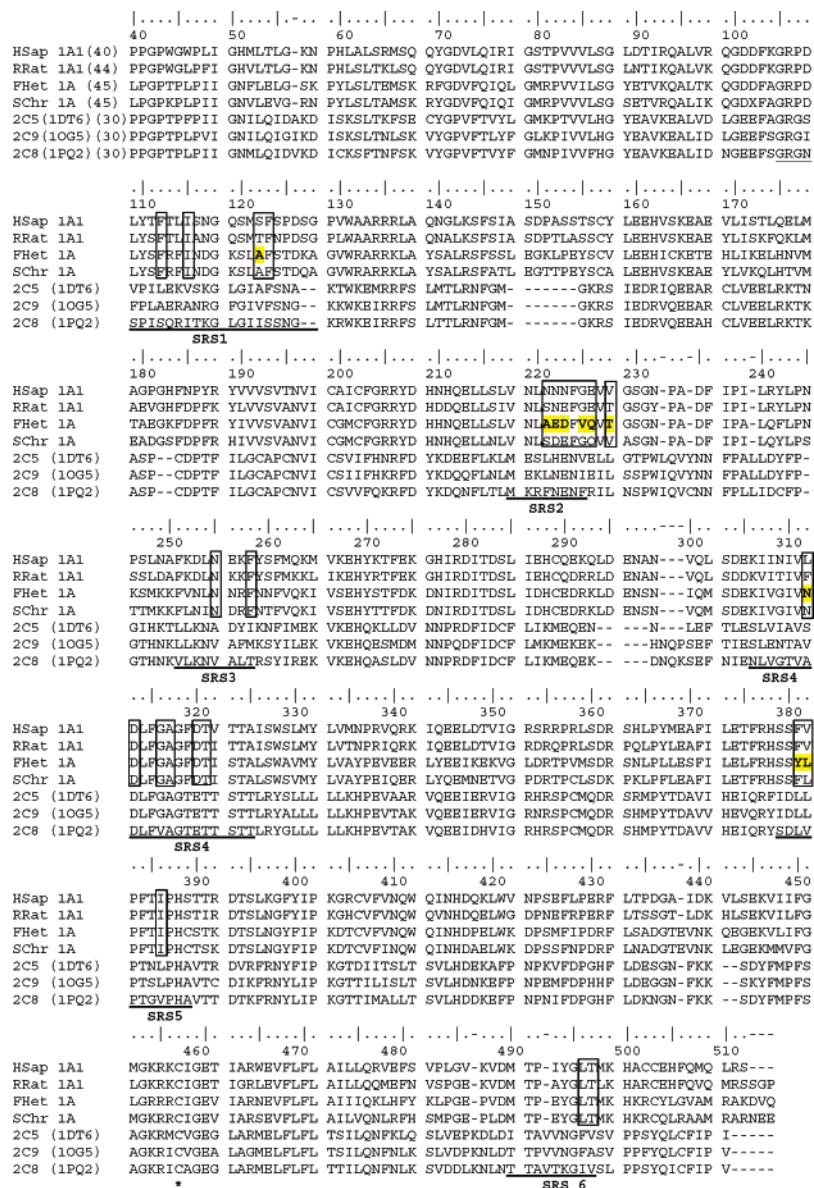 40 50 60 70 80 90 100
HSap 1A1(40) PPGPWGWPLI GHMLTLG-KN PHLALSRMSQ QYGDVLQIRI GSTPVVVLSG LDTIRQALVR QGDDFKGRPD
RRat 1A1(44) PPGPWGLPFI GHVLTLG-KN PHLSLTKLSQ QYGDVLQIRI GSTPVVVLSG LNTIKQALVK QGDDFKGRPD
FHet 1A (45) LPGPTPLPII GNFLELG-SK PYLSLTEMSK RFGDVFQIQL GMRPVVILSG YETVKQALTK QGDDFAGRPD
SChr 1A (45) LPGPKPLPII GNVLEVG-RN PYLSLTAMSK RYGDVFQIQI GMRPVVVLSG SETVRQALIK QGDXFAGRPD
2C5(1DT6)(30) PPGPTPFPII GNILQIDAKD ISKSLTKFSE CYGPVFTVYL GMKPTVVLHG YEAVKEALVD LGEEFAGRGS
2C9(1OG5)(30) PPGPTPLPVI GNILQIGIKD ISKSLTNLSK VYGPVFTLYF GLKPIVVLHG YEAVKEALID LGEEFSGRGI
2C8(1PQ2)(30) PPGPTPLPII GNMLQIDVKD ICKSFTNFSK VYGPVFTVYF GMNPIVVFHG YEAVKEALID NGEEFSGRGN
110 120 130 140 150 160 170
HSap 1A1 LYTFTLISNG QSMSFSPDSG PVWAARRRLA QNGLKSFSIA SDPASSTSCY LEEHVSKEAE VLISTLQELM
RRat 1A1 LYSFTLIANG QSMTFNPDSG PLWAARRRLA QNALKSFSIA SDPTLASSCY LEEHVSKEAE YLISKFQKLM
FHet 1A LYSFRFINDG KSLAFSTDKA GVWRARRKLA YSALRSFSSL EGKLPEYSCV LEEHICKETE HLIKELHNVM
SChr 1A LYSFRFINDG KSLAFSTDQA GVWRARRKLA YSALRSFATL EGTTPEYSCA LEEHVSKEAE YLVKQLHTVM
2C5 (1DT6) VPILEKVSKG LGIAFSNA-- KTWKEMRRFS LMTLRNFGM- ------GKRS IEDRIQEEAR CLVEELRKTN
2C9 (1OG5) FPLAERANRG FGIVFSNG-- KKWKEIRRFS LMTLRNFGM- ------GKRS IEDRVQEEAR CLVEELRKTK
2C8 (1PQ2) SPISQRITKG LGIISSNG-- KRWKEIRRFS LTTLRNFGM- ------GKRS IEDRVQEEAH CLVEELRKTK
SRS1
180 190 200 210 220 230 240
HSap 1A1 AGPGHFNPYR YVVVSVTNVI CAICFGRRYD HNHQELLSLV NLNNNFGEVV GSGN-PA-DF IPI-LRYLPN
RRat 1A1 AEVGHFDPFK YLVVSVANVI CAICFGRRYD HDDQELLSIV NLSNEFGEVT GSGY-PA-DF IPI-LRYLPN
FHet 1A TAEGKFDPFR YIVVSVANVI CGMCFGRRYD HHNQELLSLV NLAEDFVQVT GSGN-PA-DF IPA-LQFLPN
SChr 1A EADGSFDPFR HIVVSVANVI CGMCFGRRYD HNHQELLNLV NLSDEFGQVV ASGN-PA-DF IPI-LQYLPN
2C5 (1DT6) ASP--CDPTF ILGCAPCNVI CSVIFHNRFD YKDEEFLKLM ESLHENVELL GTPWLQVYNN FPALLDYFP-
2C9 (1OG5) ASP--CDPTF ILGCAPCNVI CSIIFHKRFD YKDQQFLNLM EKLNENIEIL SSPWIQVCNN FPALLDYFP-
2C8 (1PQ2) ASP--CDPTF ILGCAPCNVI CSVVFQKRFD YKDQNFLTLM KRFNENFRIL NSPWIQVCNN FPLLIDCFP-
SRS2
250 260 270 280 290 300 310
HSap 1A1 PSLNAFKDLN EKFYSFMQKM VKEHYKTFEK GHIRDITDSL IEHCQEKQLD ENAN---VQL SDEKIINIVL
RRat 1A1 SSLDAFKDLN KKFYSFMKKL IKEHYRTFEK GHIRDITDSL IEHCQDRRLD ENAN---VQL SDDKVITIVF
FHet 1A KSMKKFVNLN NRFNNFVQKI VSEHYSTFDK DNIRDITDSL IDHCEDRKLD ENSN---IQM SDEKIVGIVN
SChr 1A TTMKKFLNIN DRFNTFVQKI VTEHYTTFDK DNIRDITDSL IDHCEDRKLD ENSN---VQM SDEKIVGIVN
2C5 (1DT6) GIHKTLLKNA DYIKNFIMEK VKEHQKLLDV NNPRDFIDCF LIKMEQEN-- ---N---LEF TLESLVIAVS
2C9 (1OG5) GTHNKLLKNV AFMKSYILEK VKEHQESMDM NNPQDFIDCF LMKMEKEK-- --HNQPSEF TIESLENTAV
2C8 (1PQ2) GTHNKVLKNV ALTRSYIREK VKEHQASLDV NNPRDFIDCF LIKMEQEK-- --DNQKSEF NIENLVGTVA
SRS3 SRS4
320 330 340 350 360 370 380
HSap 1A1 DLFGAGFDTV TTAISWSLMY LVMNPRVQRK IQEELDTVIG RSRRPRLSDR SHLPYMEAFI LETFRHSSFV
RRat 1A1 DLFGAGFDTI TTAISWSLMY LVTNPRIQRK IQEELDTVIG RDRQPRLSDR PQLPYLEAFI LETFRHSSFV
FHet 1A DLFGAGFDTI STALSWAVVY LVAYPEVEER LYEEIKEKVG LDRTPVMSDR SNLPLLESFI LEIFRHSSYL
SChr 1A DLFGAGFDTI STALSWSVMY LVAYPEIQER LYQEMNETVG PDRTPCLSDK PKLPFLEAFI LETFRHSSFL
2C5 (1DT6) DLFGAGTETT STTLRYSLLL LLKHPEVAAR VQEEIERVIG RHRSPCMQDR SRMPYTDAVI HEIQRFIDLL
2C9 (1OG5) DLFGAGTETT STTLRYALLL LLKHPEVTAK VQEEIERVIG RNRSPCMQDR SHMPYTDAVV HEVQRYIDLL
2C8 (1PQ2) DLFVAGTETT STTLRYGLLL LLKHPEVTAK VQEEIDHVIG RHRSPCMQDR SHMPYTDAVV HEIQRYSDLV
SRS4
390 400 410 420 430 440 450
HSap 1A1 PFTIPHSTTR DTSLKGFYIP KGRCVFVNQW QINHDQKLWV NPSEFLPERF LTPDGA-IDK VLSEKVIIFG
RRat 1A1 PFTIPHSTIR DTSLNGFYIP KGHCVFVNQW QVNHDQELWG DPNEFRPERF LTSSGT-LDK HLSEKVILFG
FHet 1A PFTIPHCSTK DTSLNGYFIP KDTCVFINQW QINHDPELWK DPSMFIPDRF LSADGTEVNK QEGEKVLIFG
SChr 1A PFTIPHCTSK DTSLNGYFIP KDTCVFINQW QINHDAELWK DPSSFNPDRF LNADGTEVNK LEGEKMMVFG
2C5 (1DT6) PTNLPHAVTR DVRFRNYFIP KGTDIITSLT SVLHDEKAFP NPKVFDPGHF LDESGN-FKK --SDYFMPFS
2C9 (1OG5) PTSLPHAVTC DIKFRNYLIP KGTTILISLT SVLHDNKEFP NPEMFDPHHF LDEGGN-FKK --SKYFMPFS
2C8 (1PQ2) PTGVPHAVTT DTKFRNYLIP KGTTIMALLT SVLHDDKEFP NPNIFDPGHF LDKNGN-FKK --SDYFMPFS
SRS5
460 470 480 490 500 510
HSap 1A1 MGKRKCIGET IARWEVFLFL AILLQRVEFS VPLGV-KVDM TP-IYGLTMK HACCEHFQMQ LRS---
RRat 1A1 LGKRRCIGET IGRLEVFLFL AILLQQMEFN VSPGE-KVDM TP-AYGLTLK HARCEHFQVQ MRSSGP
FHet 1A MGKRRCIGEV IARNEVFLFL AIIIQKLHFY KLPGE-PVDM TP-EYGLTMK HKRCYLGVAM RAKDVQ
SChr 1A MGRRRCIGEV IARSEVFLFL AILVQNLRFH SMPGE-PLDM TP-EYGLTMK HKRCQLRAAM RARNEE
2C5 (1DT6) AGKRMCVGEG LARMELFLFL TSILQNFKLQ SLVEPKDLDI TAVVNGFVSV PPSYQLCFIP I-----
2C9 (1OG5) AGKRICVGEA LAGMELFLFL TSILQNFNLK SLVDPKNLDT TPVVNGFASV PPFYQLCFIP V-----
2C8 (1PQ2) AGKRICAGEG LARMELFLFL TTILQNFNLK SVDDLKNLNT TAVTKGIVSL PPSYQICFIP V-----
* SRS 6